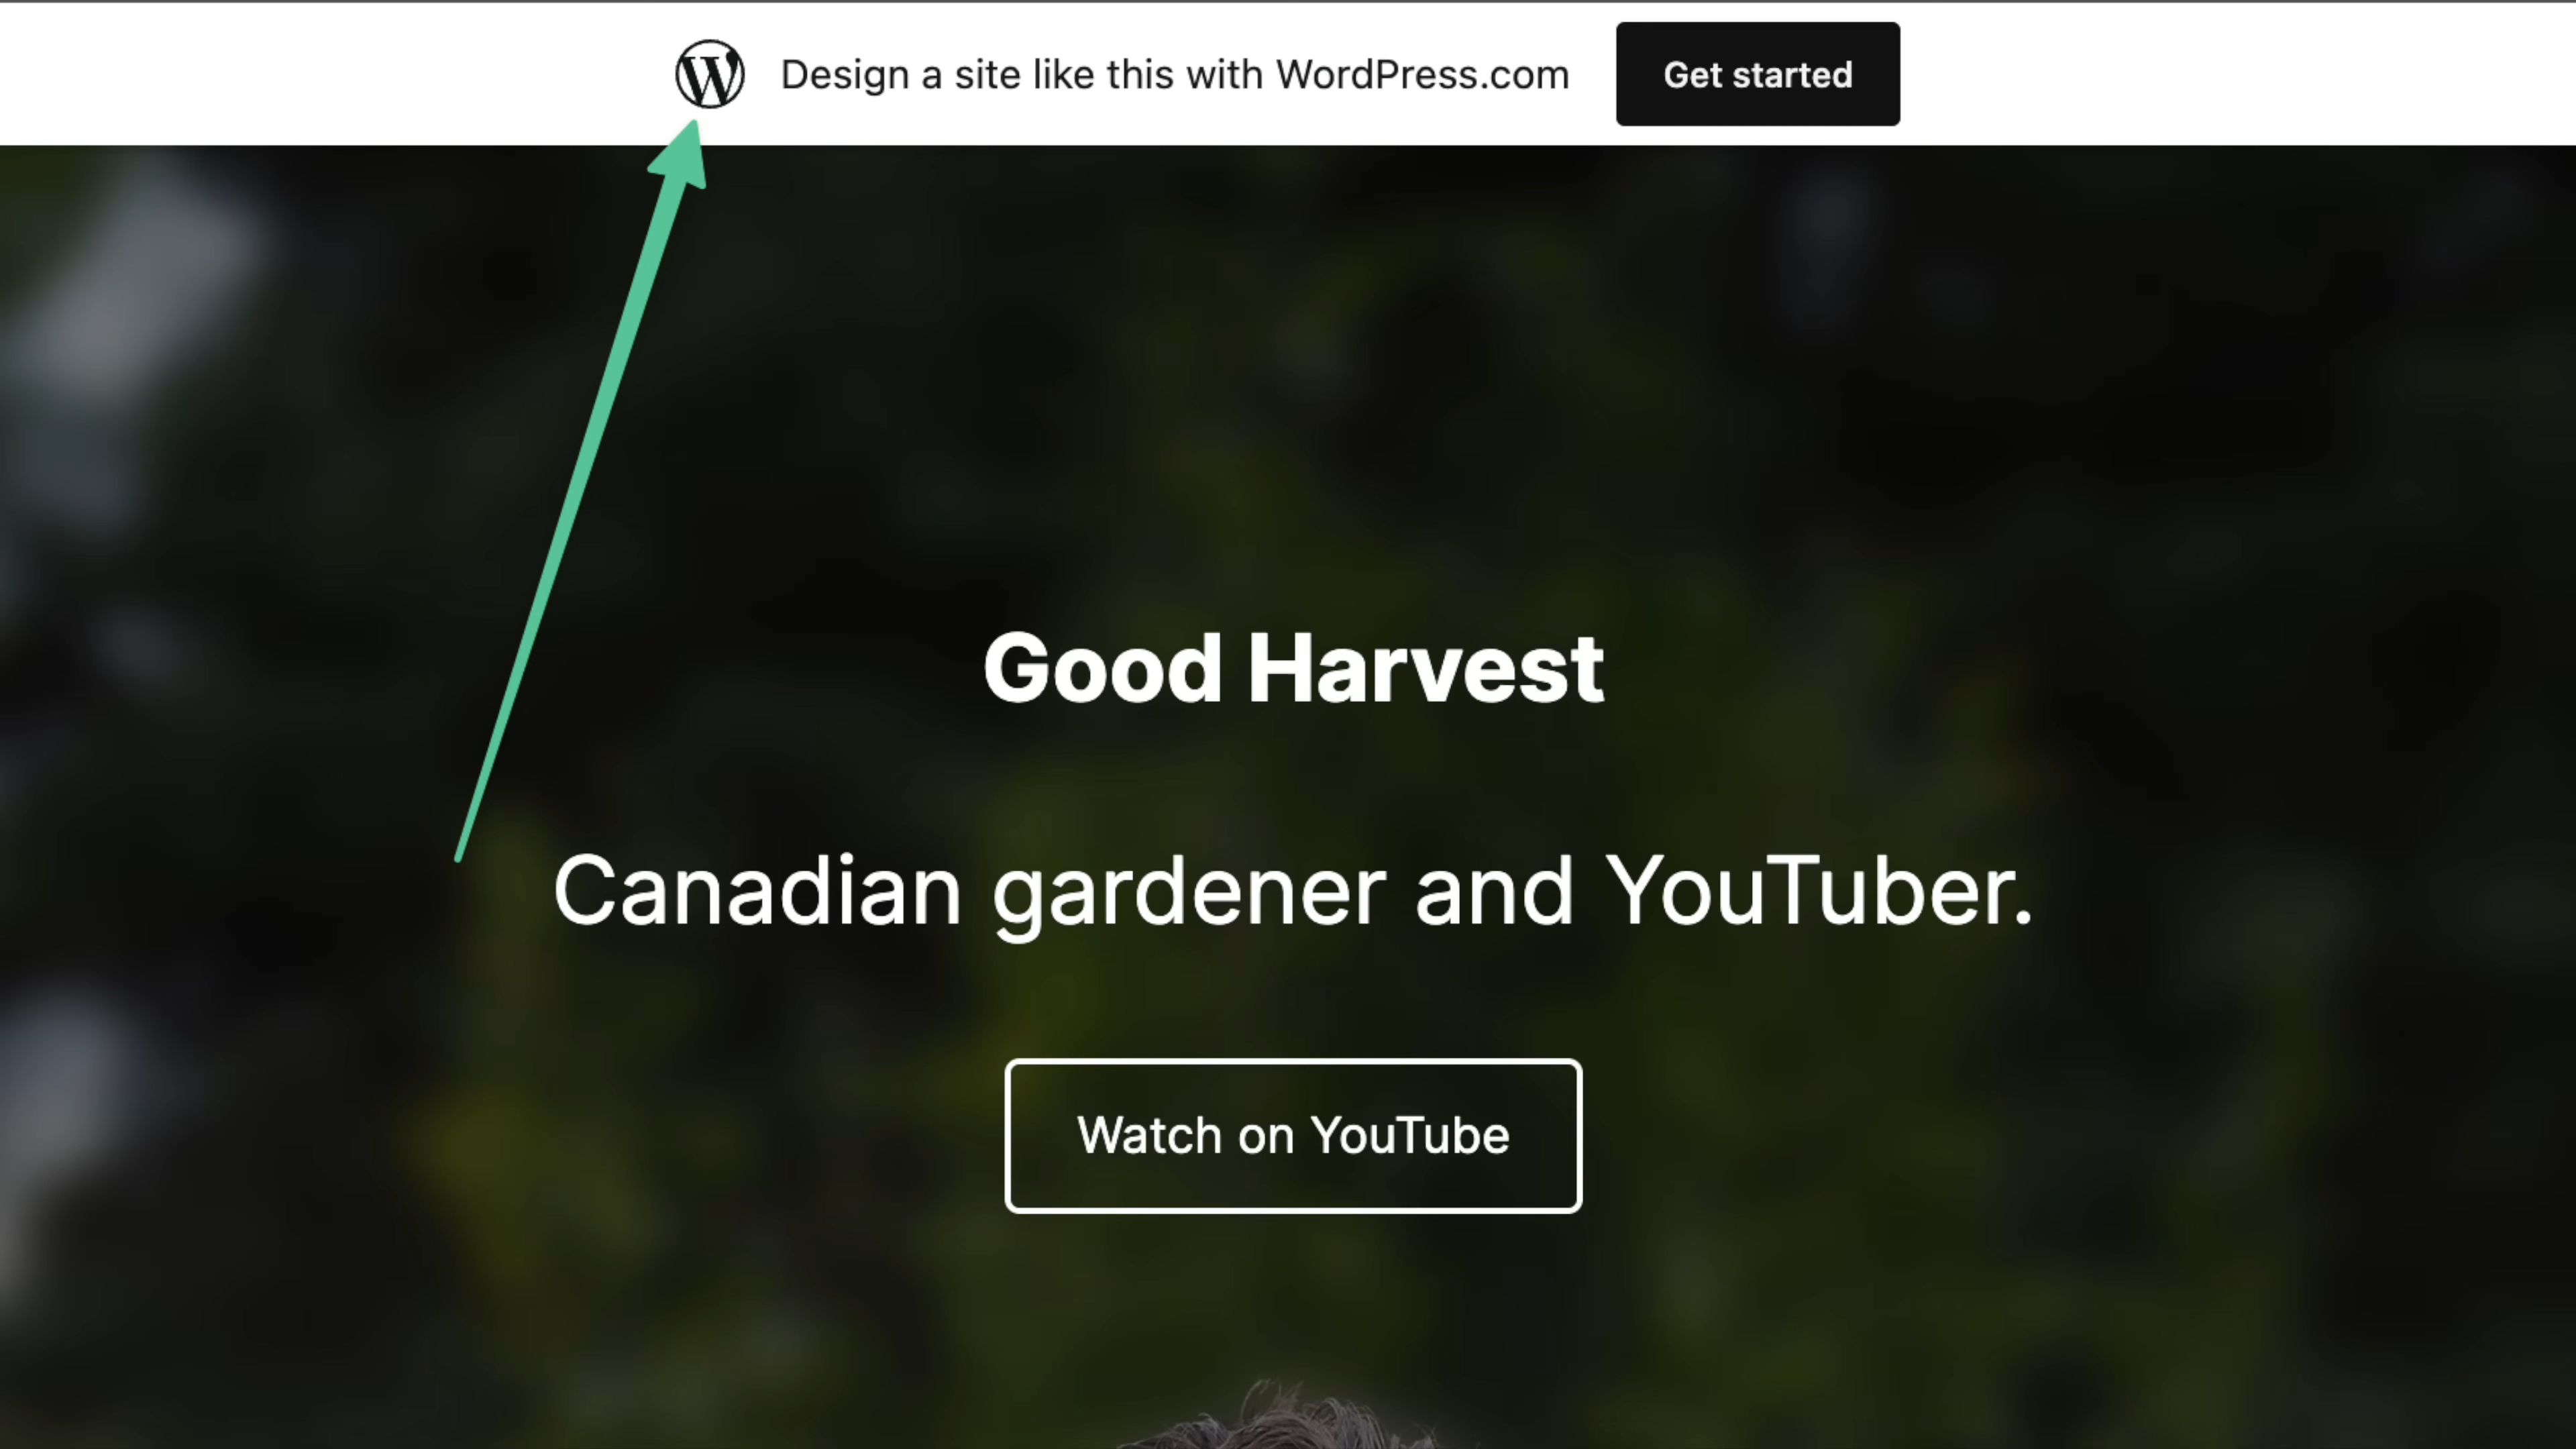 Design a site like this with WordPress.com
Get started
Good Harvest
Canadian gardener and YouTuber.
Watch on YouTube